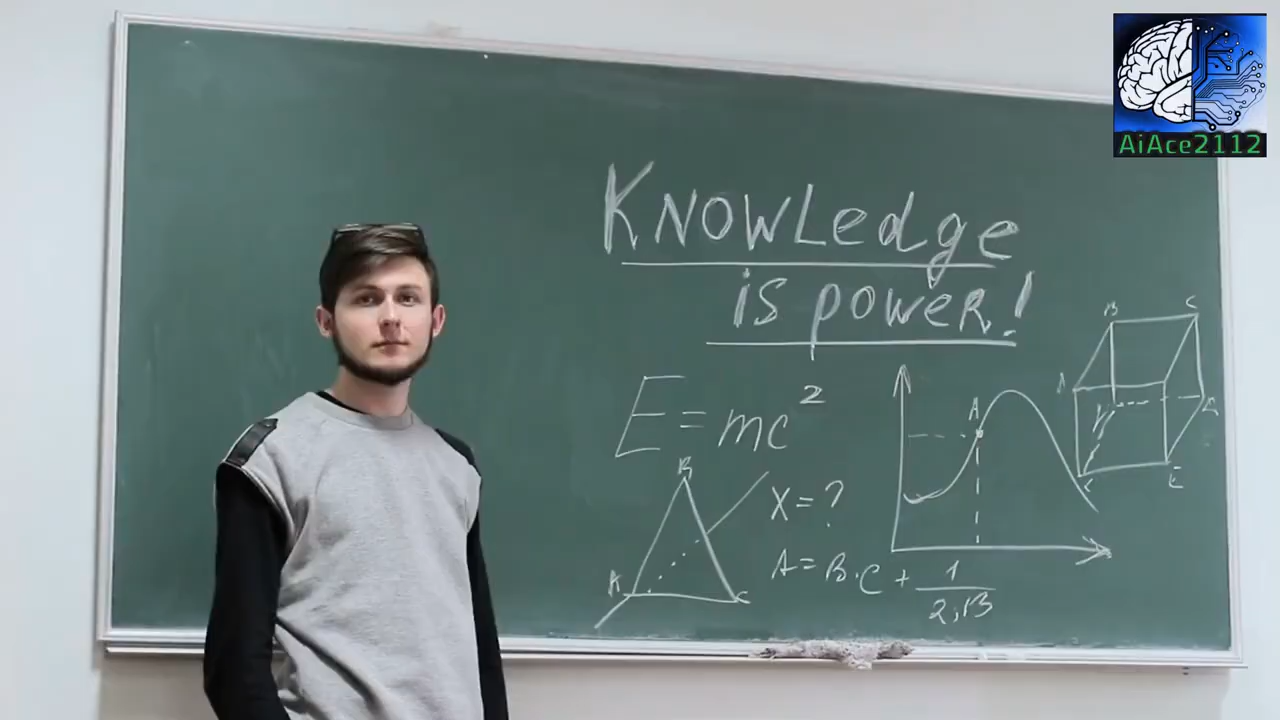 AiAce2112
Knowledge
is power!
E = mc²
X = ?
A = B · C + 1
2,13
B
A
C
A
B
C
A
E